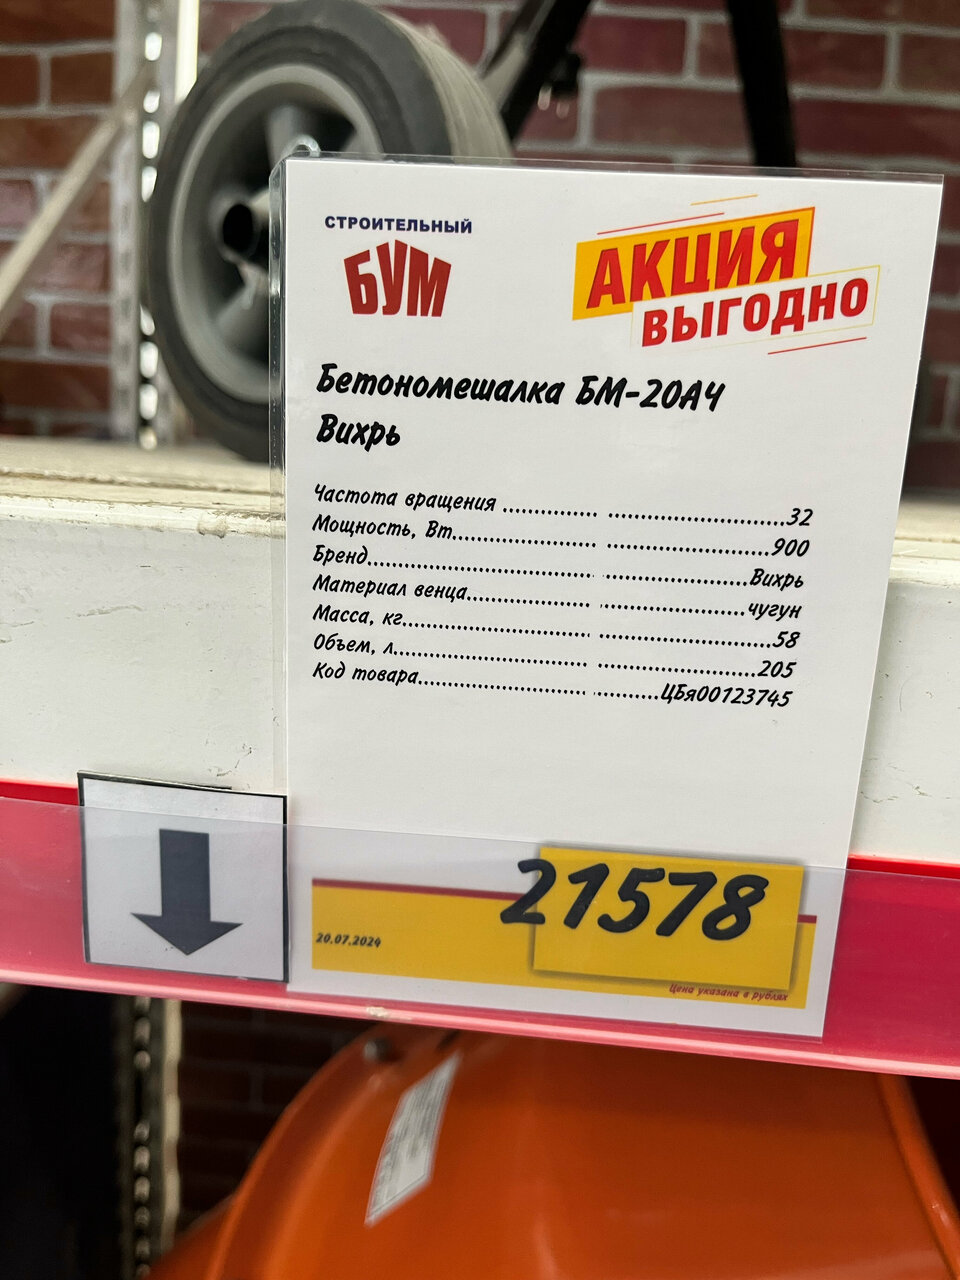 СТРОИТЕЛЬНЫЙ
БУМ
АКЦИЯ
ВЫГОДНО
Бетономешалка БМ-20АЧ
Вихрь
Частота вращения ........................ 32
Мощность, Вт........................ 900
Бренд........................ Вихрь
Материал венца........................ чугун
Масса, кг........................ 58
Объем, л........................ 205
Код товара........................ ЦБя00123745
21578
20.07.2024
Цена указана в рублях